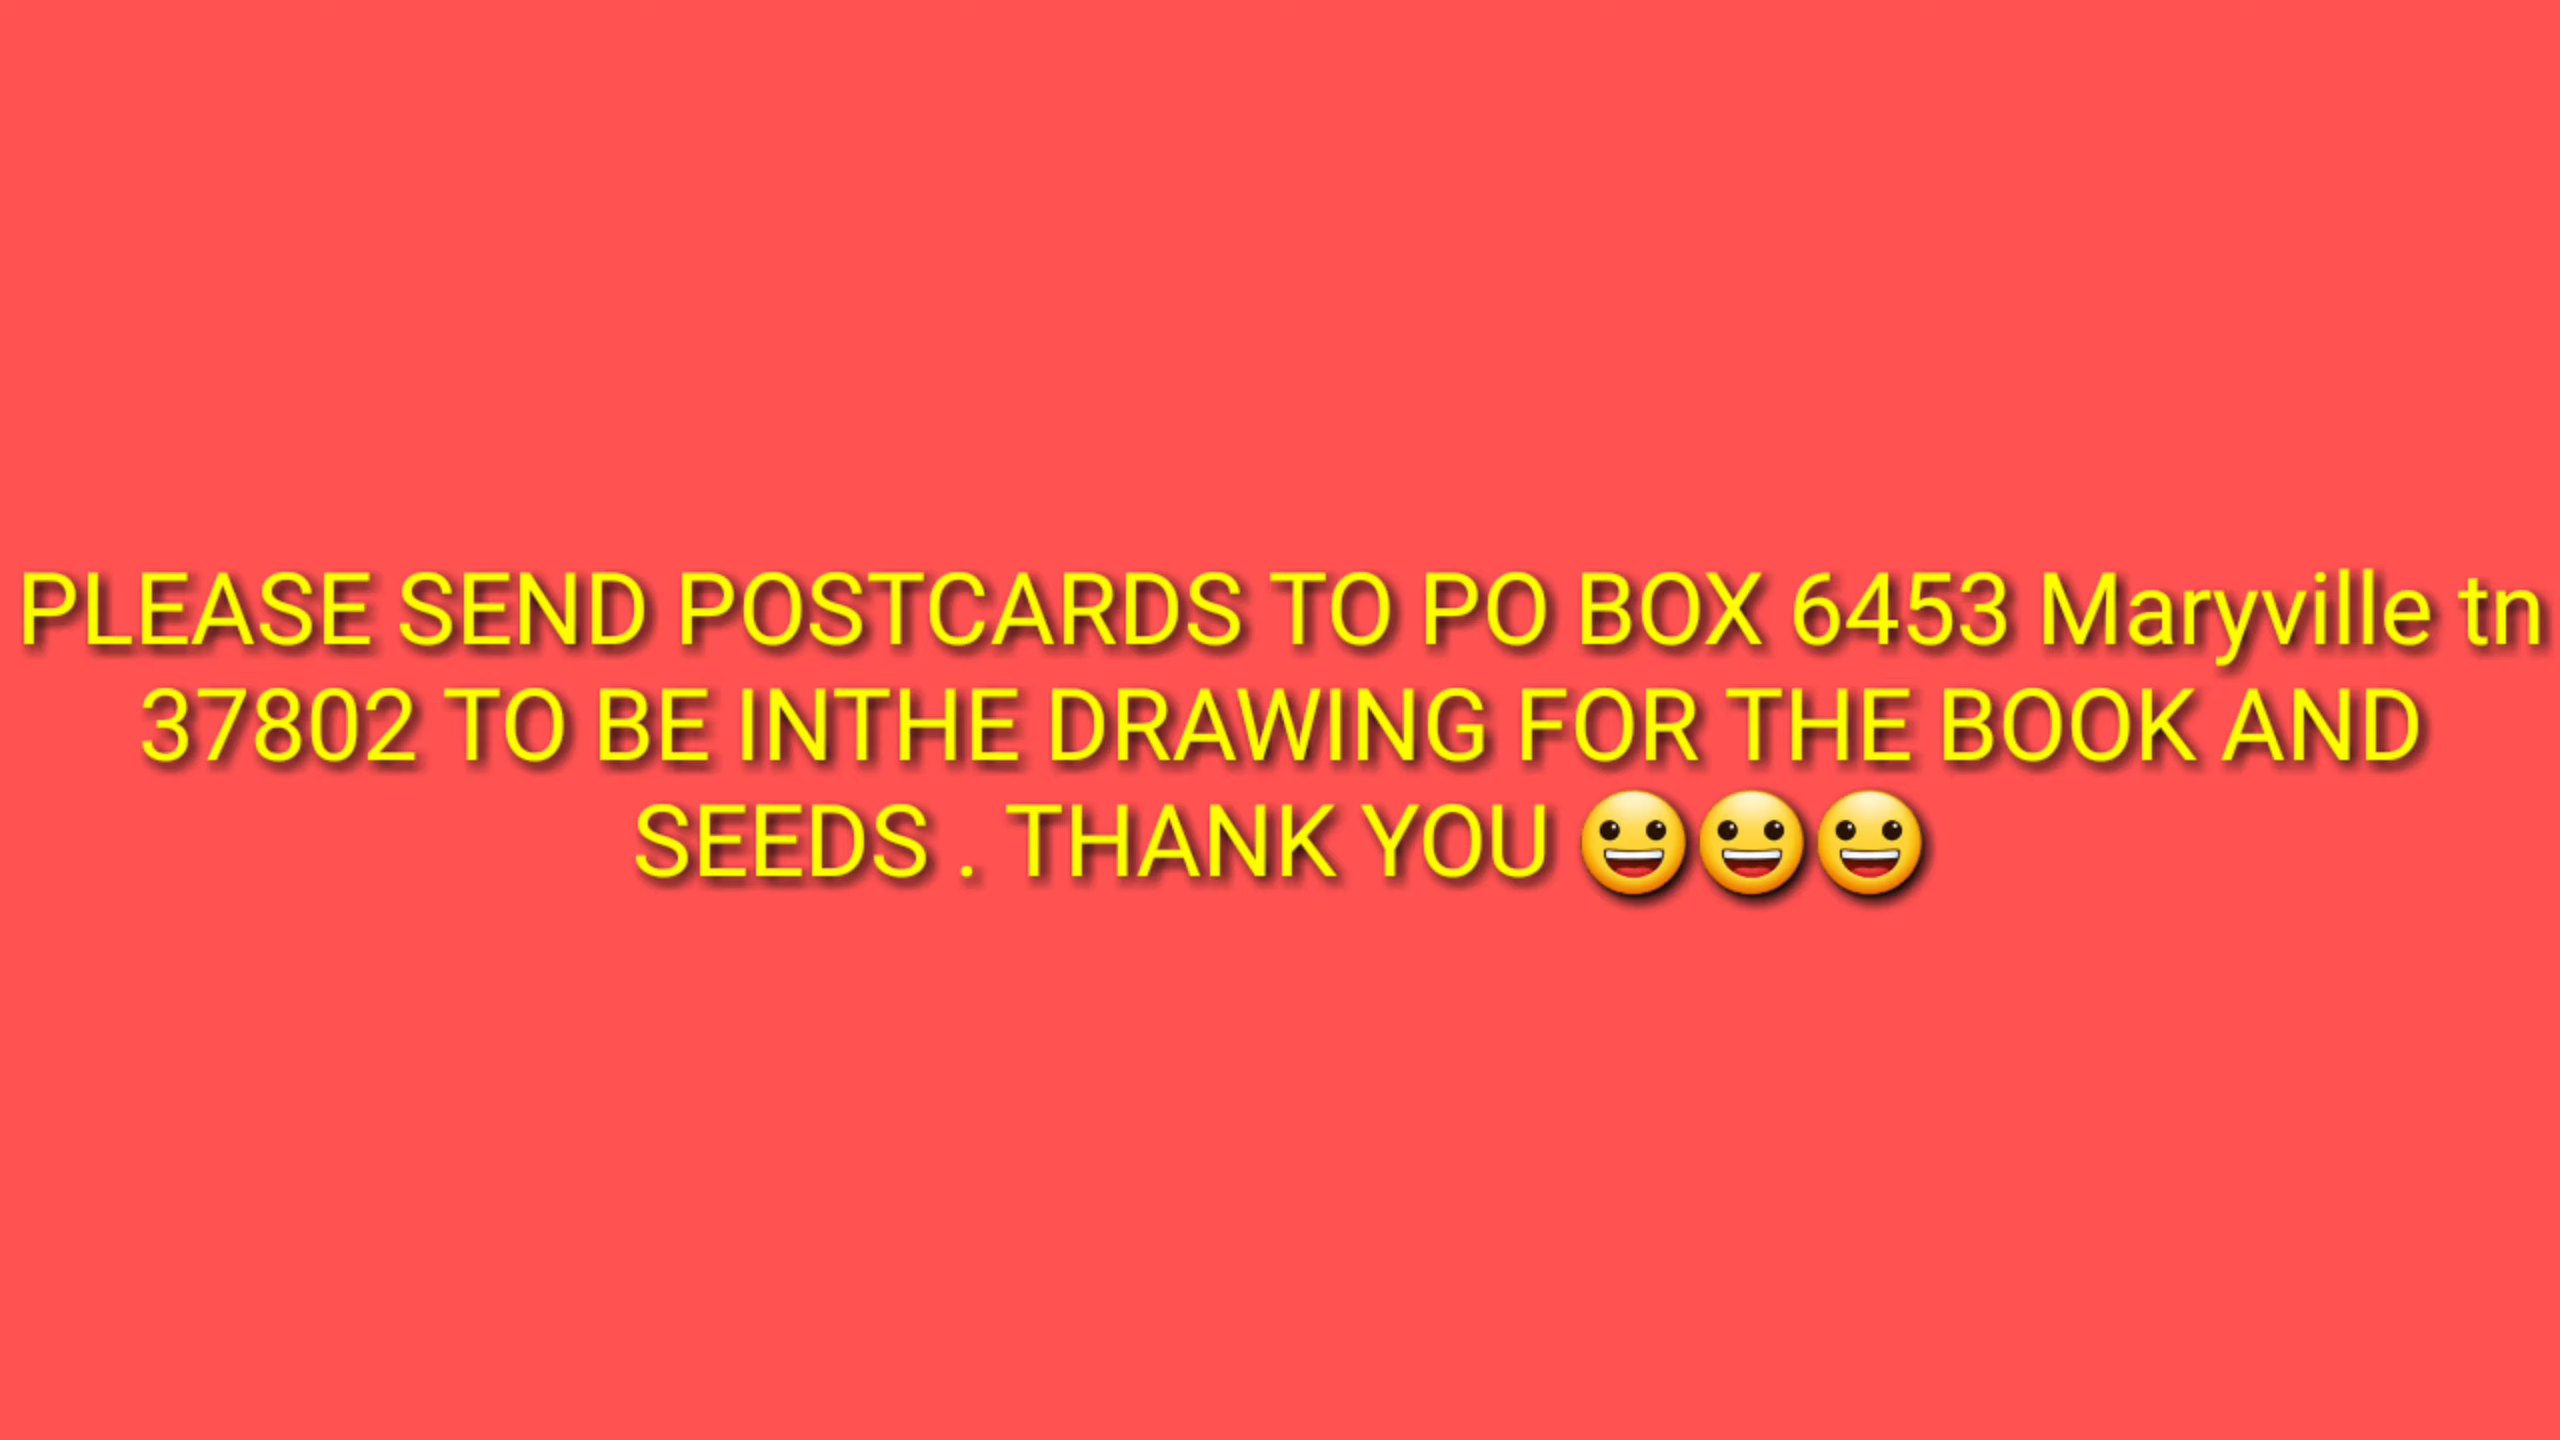 PLEASE SEND POSTCARDS TO PO BOX 6453 Maryville tn
37802 TO BE INTHE DRAWING FOR THE BOOK AND
SEEDS . THANK YOU 😀😀😀